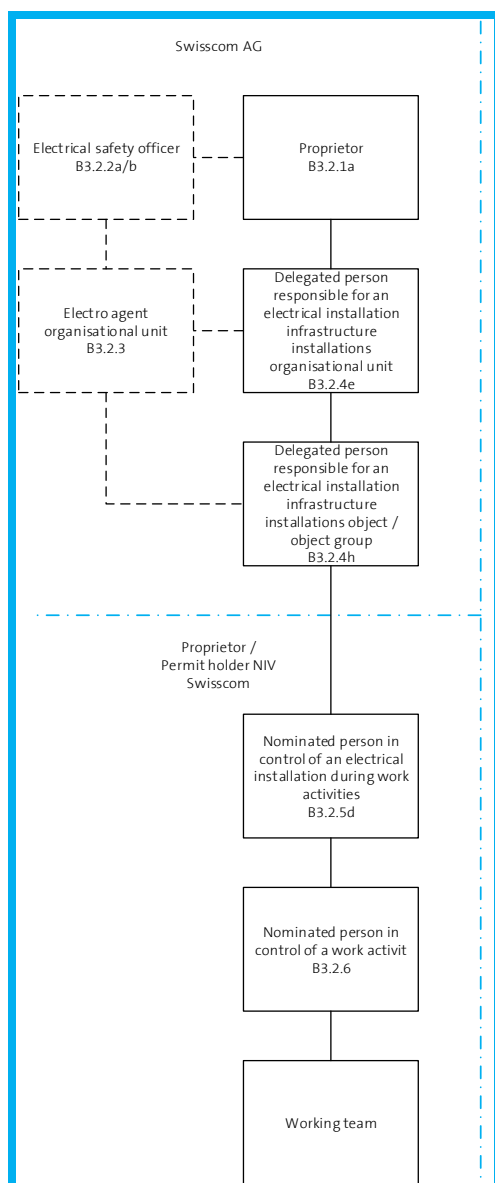 Swisscom AG
Electrical safety officer
B3.2.2a/b
Proprietor
B3.2.1a
Electro agent
organisational unit
B3.2.3
Delegated person
responsible for an
electrical installation
infrastructure
installations
organisational unit
B3.2.4e
Delegated person
responsible for an
electrical installation
infrastructure
installations object /
object group
B3.2.4h
Proprietor /
Permit holder NIV
Swisscom
Nominated person in
control of an electrical
installation during work
activities
B3.2.5d
Nominated person in
control of a work activit
B3.2.6
Working team